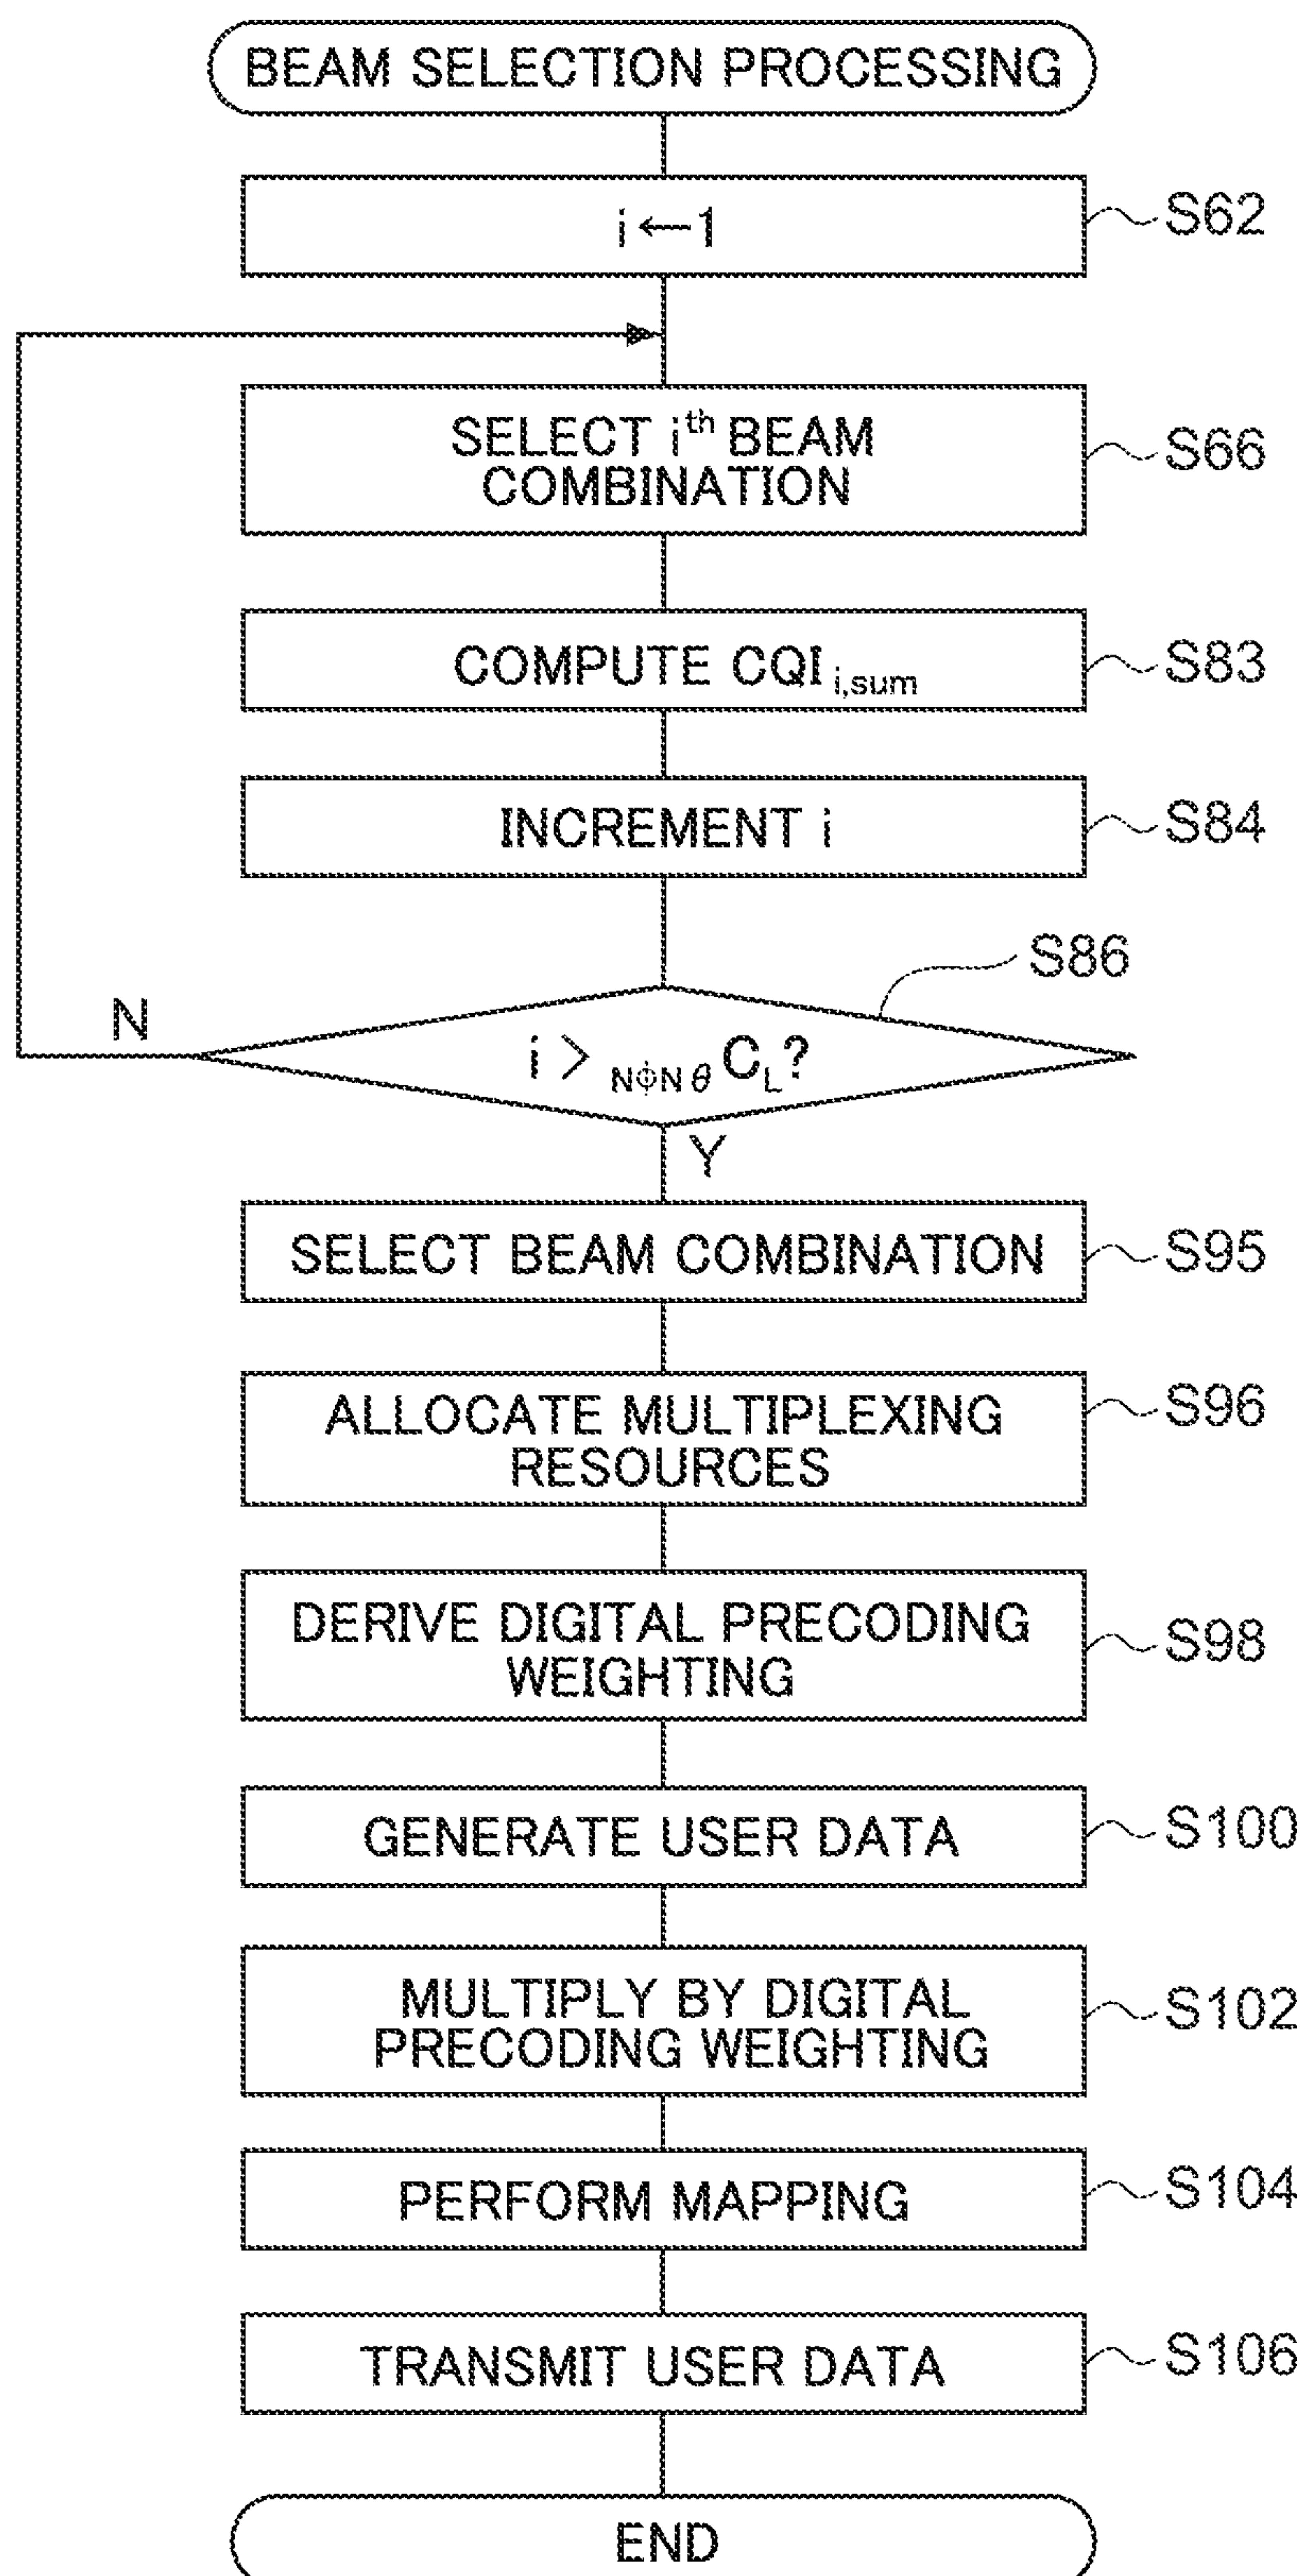 BEAM SELECTION PROCESSING
i←1
S62
SELECT iᵗʰ BEAM
COMBINATION
S66
COMPUTE CQI i,sum
S83
INCREMENT i
S84
S86
N
i > NϕNθ C L?
Y
SELECT BEAM COMBINATION
S95
ALLOCATE MULTIPLEXING
RESOURCES
S96
DERIVE DIGITAL PRECODING
WEIGHTING
S98
GENERATE USER DATA
S100
MULTIPLY BY DIGITAL
PRECODING WEIGHTING
S102
PERFORM MAPPING
S104
TRANSMIT USER DATA
S106
END